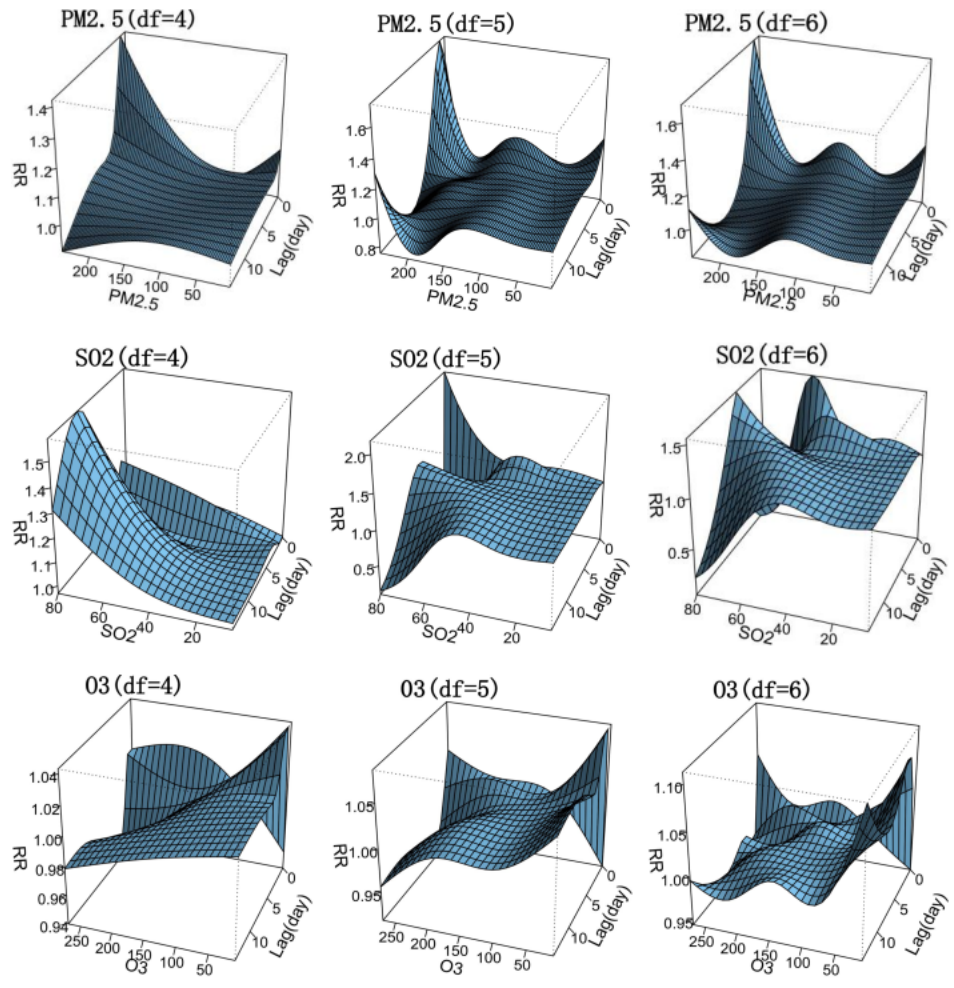 PM2.5(df=4)
1.4
1.3
1.2
1.1
1.0
RR
200
150
100
50
PM2.5
0
5
10
Lag(day)
PM2.5(df=5)
1.6
1.4
1.2
1.0
0.8
RR
200
150
100
50
PM2.5
0
5
10
Lag(day)
PM2.5(df=6)
1.6
1.4
1.2
1.0
RR
200
150
100
50
PM2.5
0
5
10
Lag(day)
SO2(df=4)
1.5
1.4
1.3
1.2
1.1
1.0
RR
80
60
40
20
SO2
0
5
10
Lag(day)
SO2(df=5)
2.0
1.5
1.0
0.5
RR
80
60
40
20
SO2
0
5
10
Lag(day)
SO2(df=6)
1.5
1.0
0.5
RR
80
60
40
20
SO2
0
5
10
Lag(day)
O3(df=4)
1.04
1.02
1.00
0.98
0.96
0.94
RR
250
200
150
100
50
O3
0
5
10
Lag(day)
O3(df=5)
1.05
1.00
0.95
RR
250
200
150
100
50
O3
0
5
10
Lag(day)
O3(df=6)
1.10
1.05
1.00
0.95
RR
250
200
150
100
50
O3
0
5
10
Lag(day)